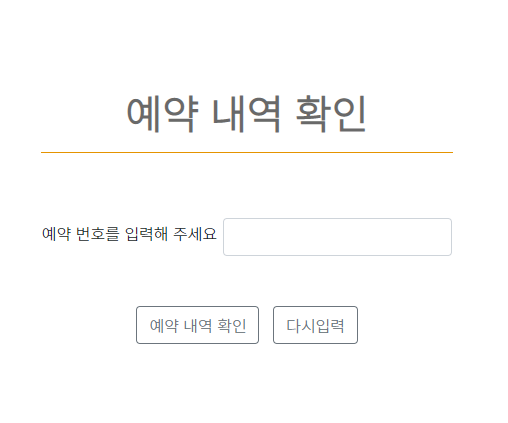 예약 내역 확인
예약 번호를 입력해 주세요
예약 내역 확인 다시입력